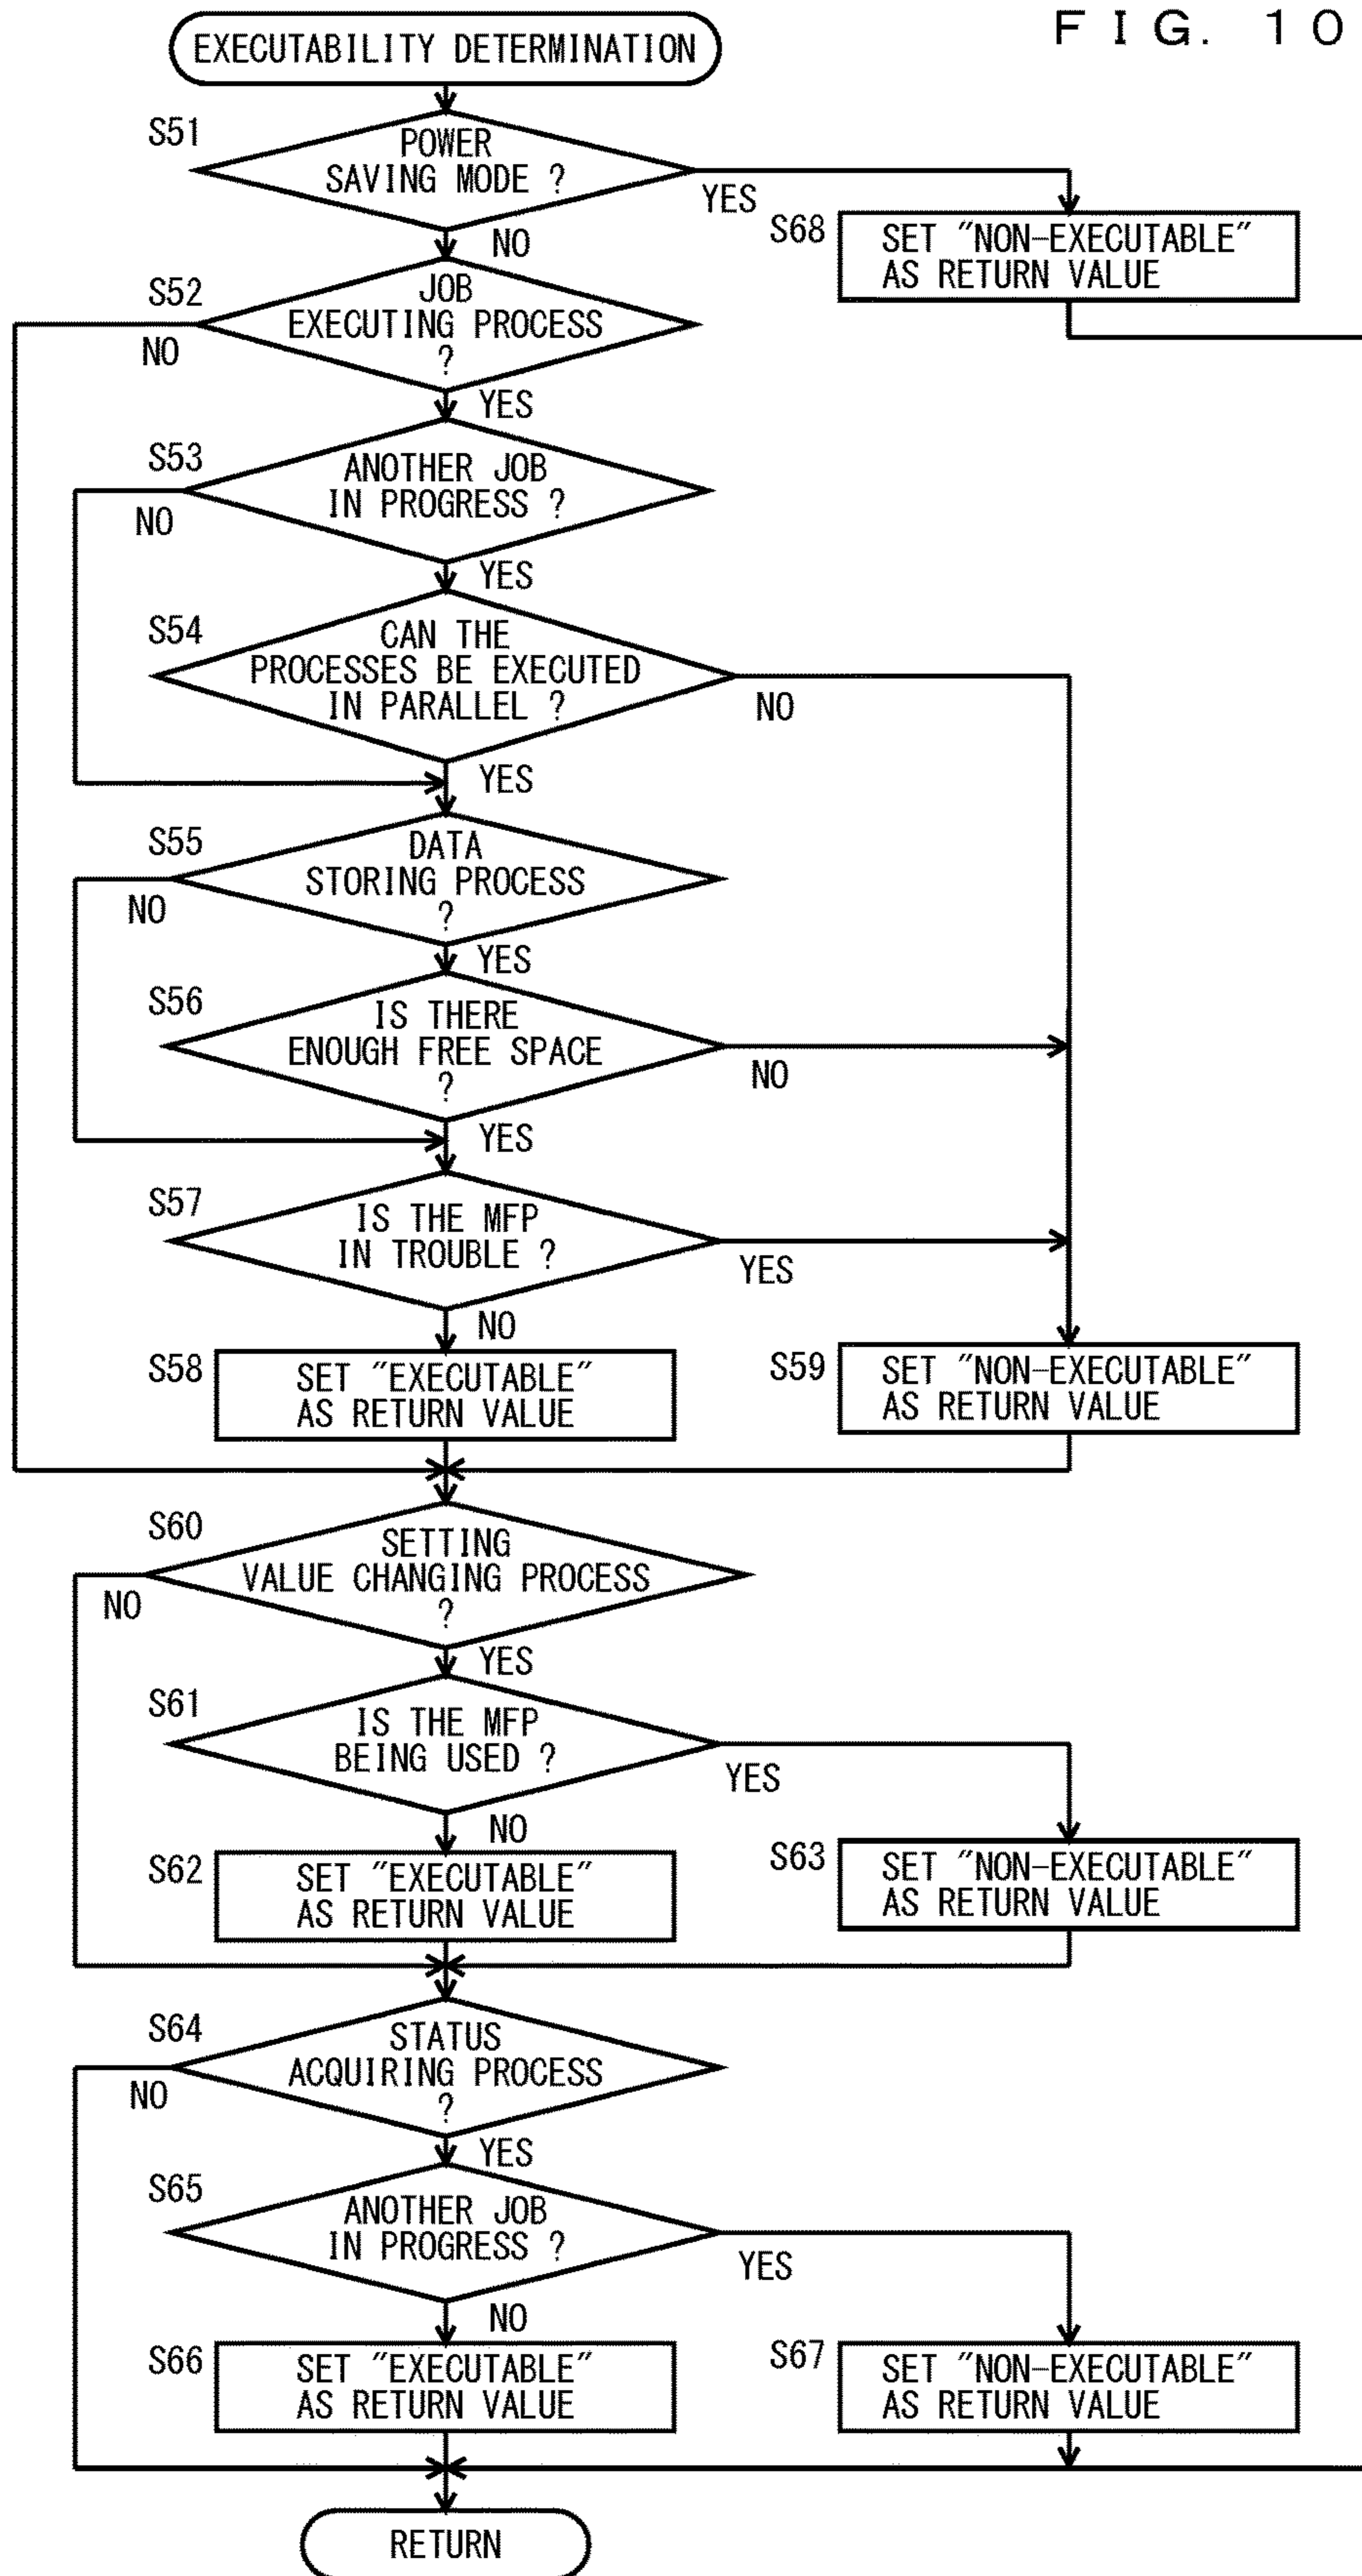 FIG. 10
EXECUTABILITY DETERMINATION
S51
POWER
SAVING MODE ?
YES
NO
S68
SET "NON-EXECUTABLE"
AS RETURN VALUE
S52
JOB
EXECUTING PROCESS
?
NO
YES
S53
ANOTHER JOB
IN PROGRESS ?
NO
YES
S54
CAN THE
PROCESSES BE EXECUTED
IN PARALLEL ?
NO
YES
S55
DATA
STORING PROCESS
?
NO
YES
S56
IS THERE
ENOUGH FREE SPACE
?
NO
YES
S57
IS THE MFP
IN TROUBLE ?
YES
NO
S58
SET "EXECUTABLE"
AS RETURN VALUE
S59
SET "NON-EXECUTABLE"
AS RETURN VALUE
S60
SETTING
VALUE CHANGING PROCESS
?
NO
YES
S61
IS THE MFP
BEING USED ?
YES
NO
S62
SET "EXECUTABLE"
AS RETURN VALUE
S63
SET "NON-EXECUTABLE"
AS RETURN VALUE
S64
STATUS
ACQUIRING PROCESS
?
NO
YES
S65
ANOTHER JOB
IN PROGRESS ?
YES
NO
S66
SET "EXECUTABLE"
AS RETURN VALUE
S67
SET "NON-EXECUTABLE"
AS RETURN VALUE
RETURN